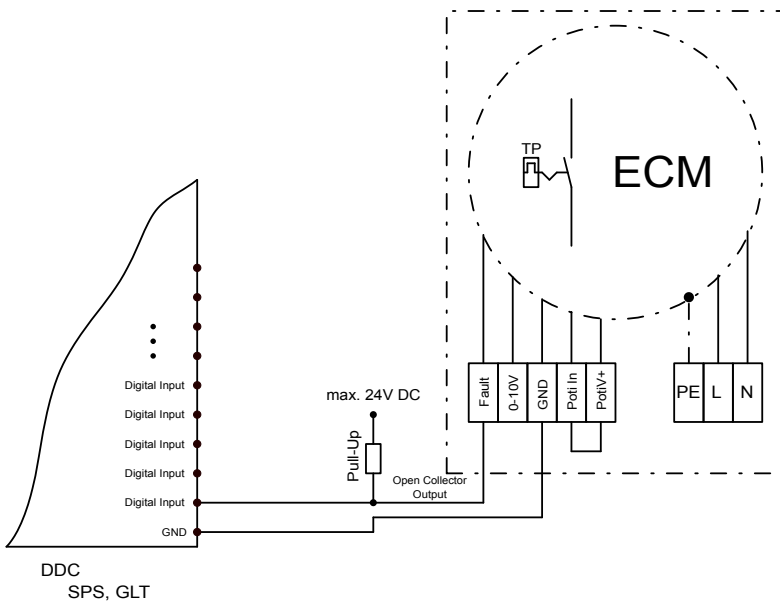 TP
ECM
Fault
0-10V
GND
Poti In
PotiV+
PE
L
N
max. 24V DC
Pull-Up
Open Collector
Output
Digital Input
Digital Input
Digital Input
Digital Input
Digital Input
GND
DDC
SPS, GLT